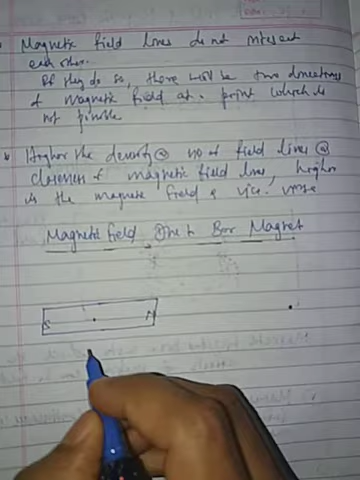 Magnetic field lines do not intersect
each other.
If they do so, there will be two directions
of magnetic field at a point which is
not possible
Higher the density @ no of field lines @
closeness of magnetic field lines, higher
is the magnetic field & vice-versa
Magnetic field Due to Bar Magnet
S N